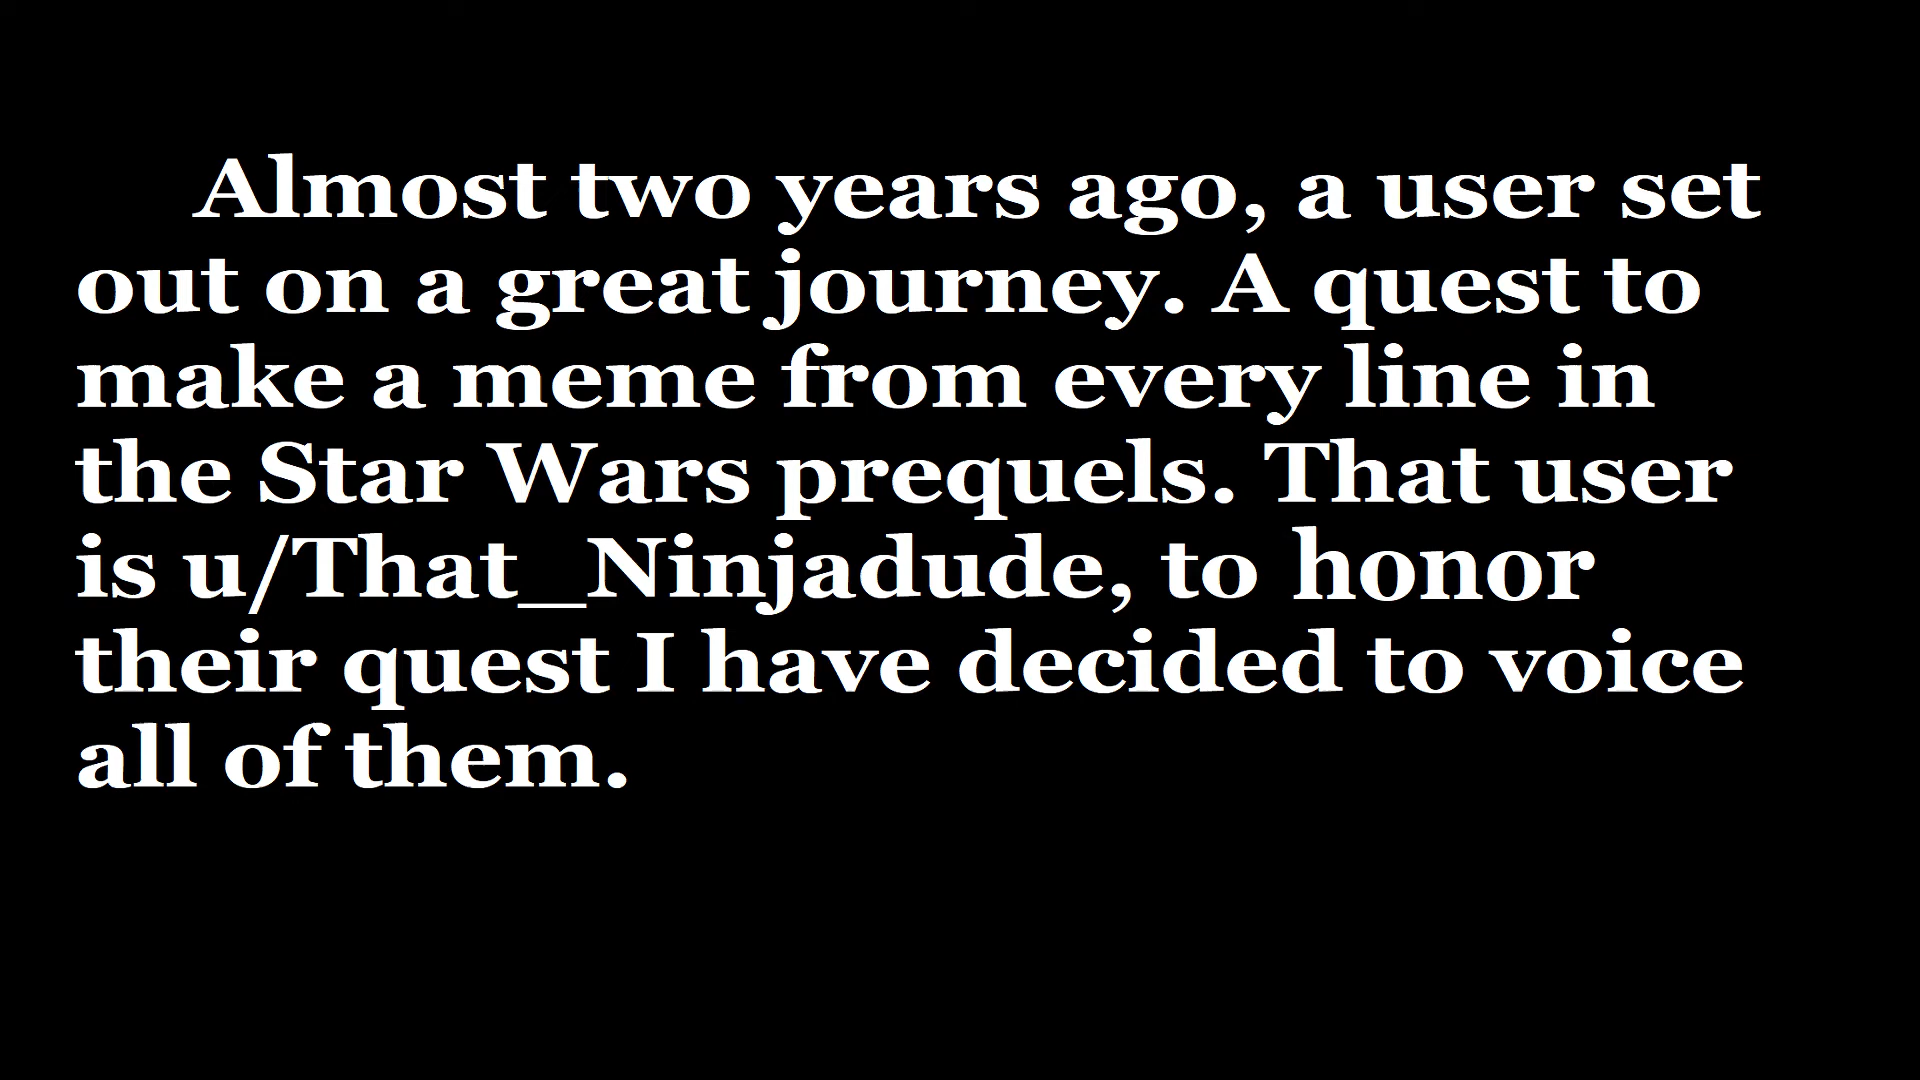 Almost two years ago, a user set
out on a great journey. A quest to
make a meme from every line in
the Star Wars prequels. That user
is u/That_Ninjadude, to honor
their quest I have decided to voice
all of them.